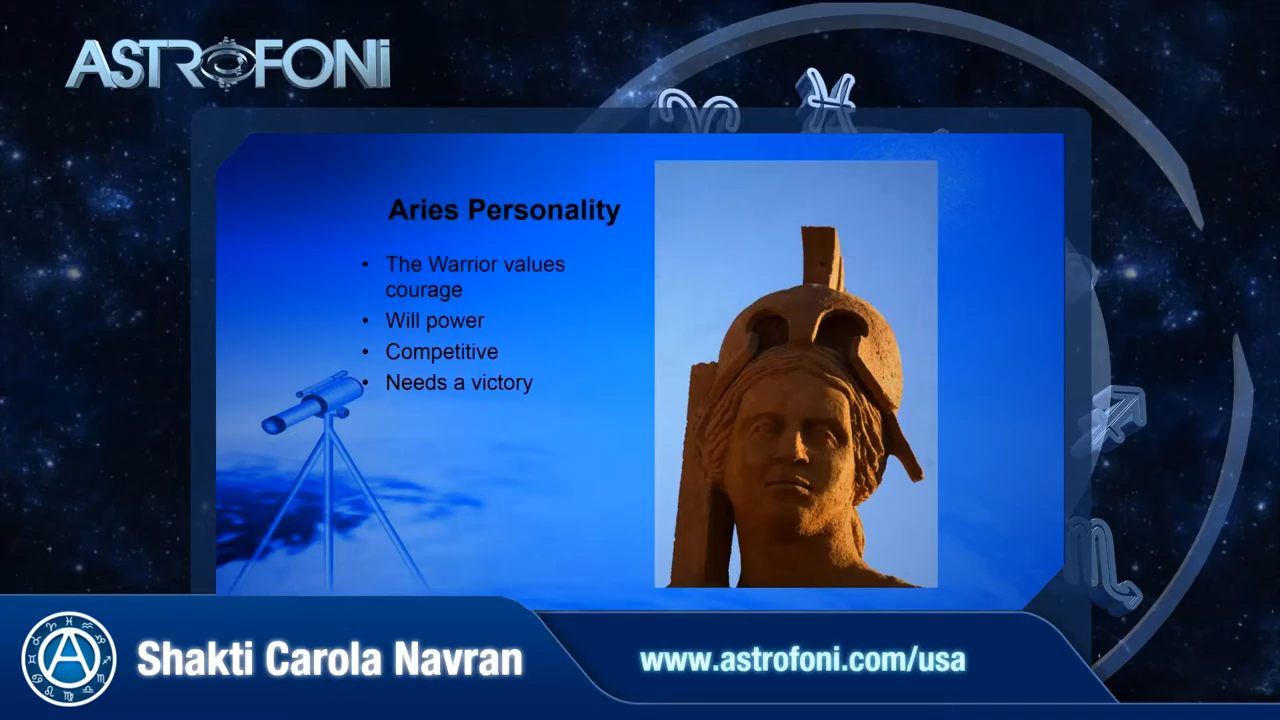 ASTROFONi
Aries Personality
• The Warrior values
courage
• Will power
• Competitive
• Needs a victory
Shakti Carola Navran
www.astrofoni.com/usa